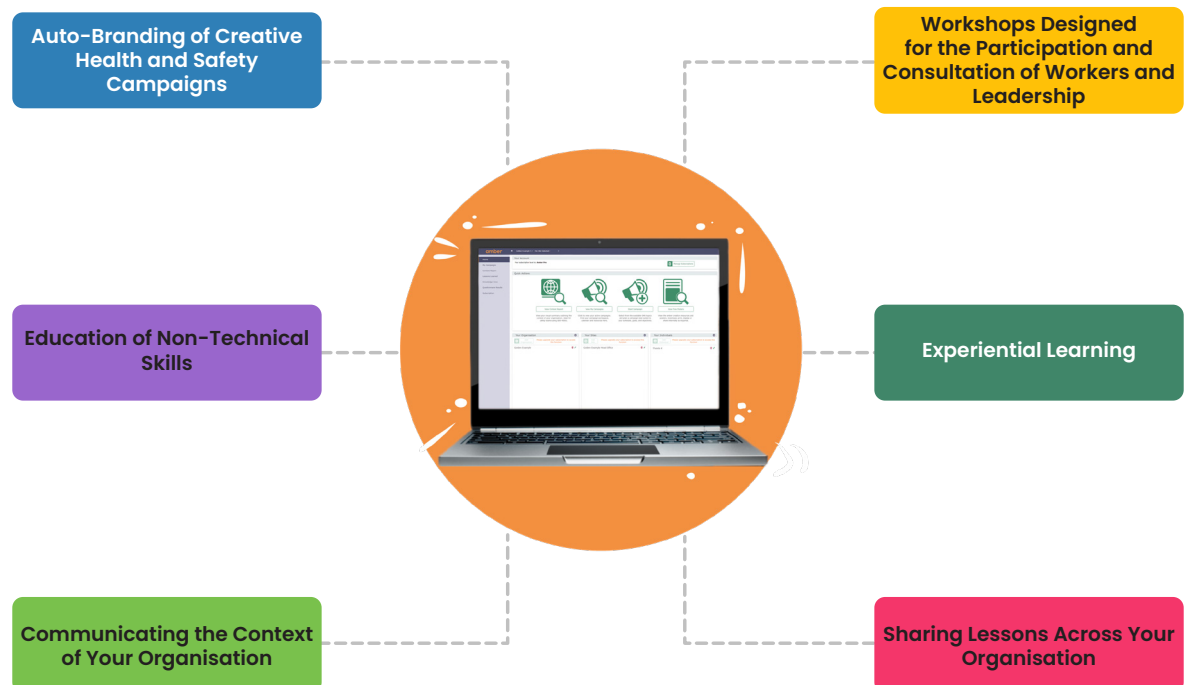 Auto-Branding of Creative
Health and Safety
Campaigns
Workshops Designed
for the Participation and
Consultation of Workers and
Leadership
Education of Non-Technical
Skills
Experiential Learning
Communicating the Context
of Your Organisation
Sharing Lessons Across Your
Organisation